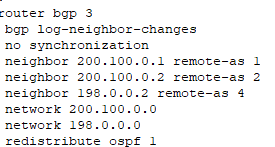 router bgp 3
bgp log-neighbor-changes
no synchronization
neighbor 200.100.0.1 remote-as 1
neighbor 200.100.0.2 remote-as 2
neighbor 198.0.0.2 remote-as 4
network 200.100.0.0
network 198.0.0.0
redistribute ospf 1